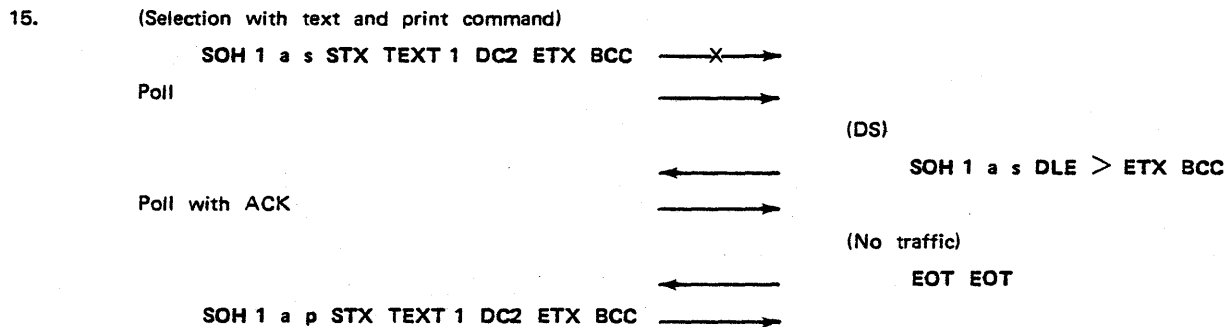 15. (Selection with text and print command)
SOH 1 a s STX TEXT 1 DC2 ETX BCC
Poll
(DS)
SOH 1 a s DLE > ETX BCC
Poll with ACK
(No traffic)
EOT EOT
SOH 1 a p STX TEXT 1 DC2 ETX BCC